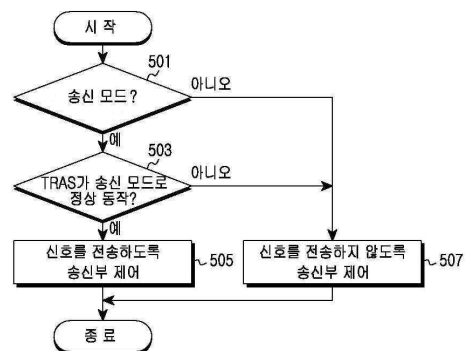 시 작
501
송신 모드?
아니오
예
503
TRAS가 송신 모드로
정상 동작?
아니오
예
신호를 전송하도록
송신부 제어
505
신호를 전송하지 않도록
송신부 제어
507
종 료